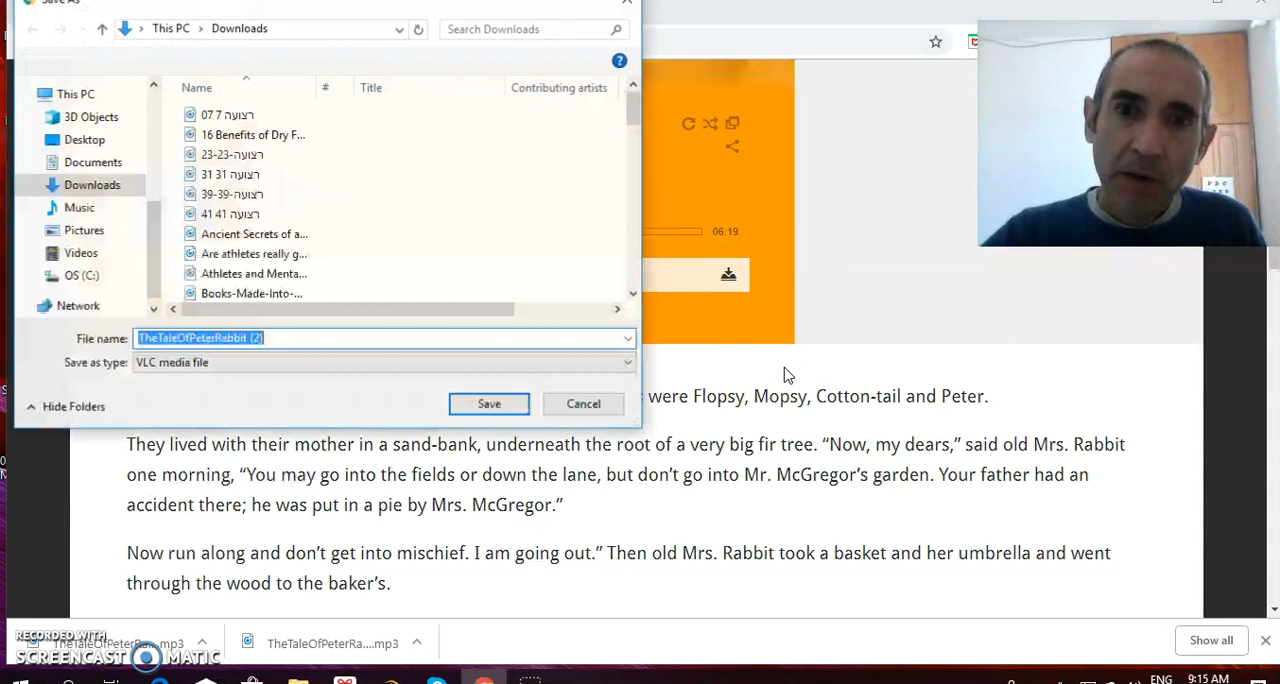 Save As
This PC > Downloads
Search Downloads
?
Name
#
Title
Contributing artists
This PC
3D Objects
Desktop
Documents
Downloads
Music
Pictures
Videos
OS (C:)
Network
רצועה 7 07
16 Benefits of Dry F...
רצועה-23-23
רצועה 31 31
רצועה-39-39
רצועה 41 41
Ancient Secrets of a...
Are athletes really g...
Athletes and Menta...
Books-Made-Into-...
File name: TheTaleOfPeterRabbit (2)
Save as type: VLC media file
Hide Folders
Save
Cancel
06:19
P D C
were Flopsy, Mopsy, Cotton-tail and Peter.
They lived with their mother in a sand-bank, underneath the root of a very big fir tree. “Now, my dears,” said old Mrs. Rabbit
one morning, “You may go into the fields or down the lane, but don’t go into Mr. McGregor’s garden. Your father had an
accident there; he was put in a pie by Mrs. McGregor.”
Now run along and don’t get into mischief. I am going out.” Then old Mrs. Rabbit took a basket and her umbrella and went
through the wood to the baker’s.
TheTaleOfPeterRa....mp3
TheTaleOfPeterRa....mp3
Show all
RECORDED WITH
SCREENCAST MATIC
ENG
9:15 AM